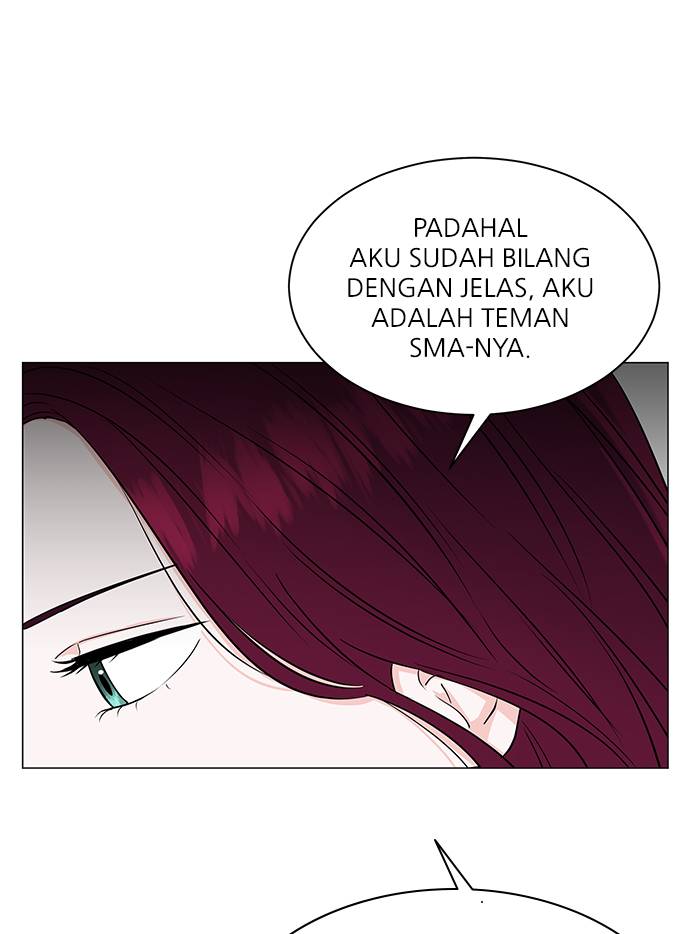 PADAHAL
AKU SUDAH BILANG
DENGAN JELAS, AKU
ADALAH TEMAN
SMA-NYA.